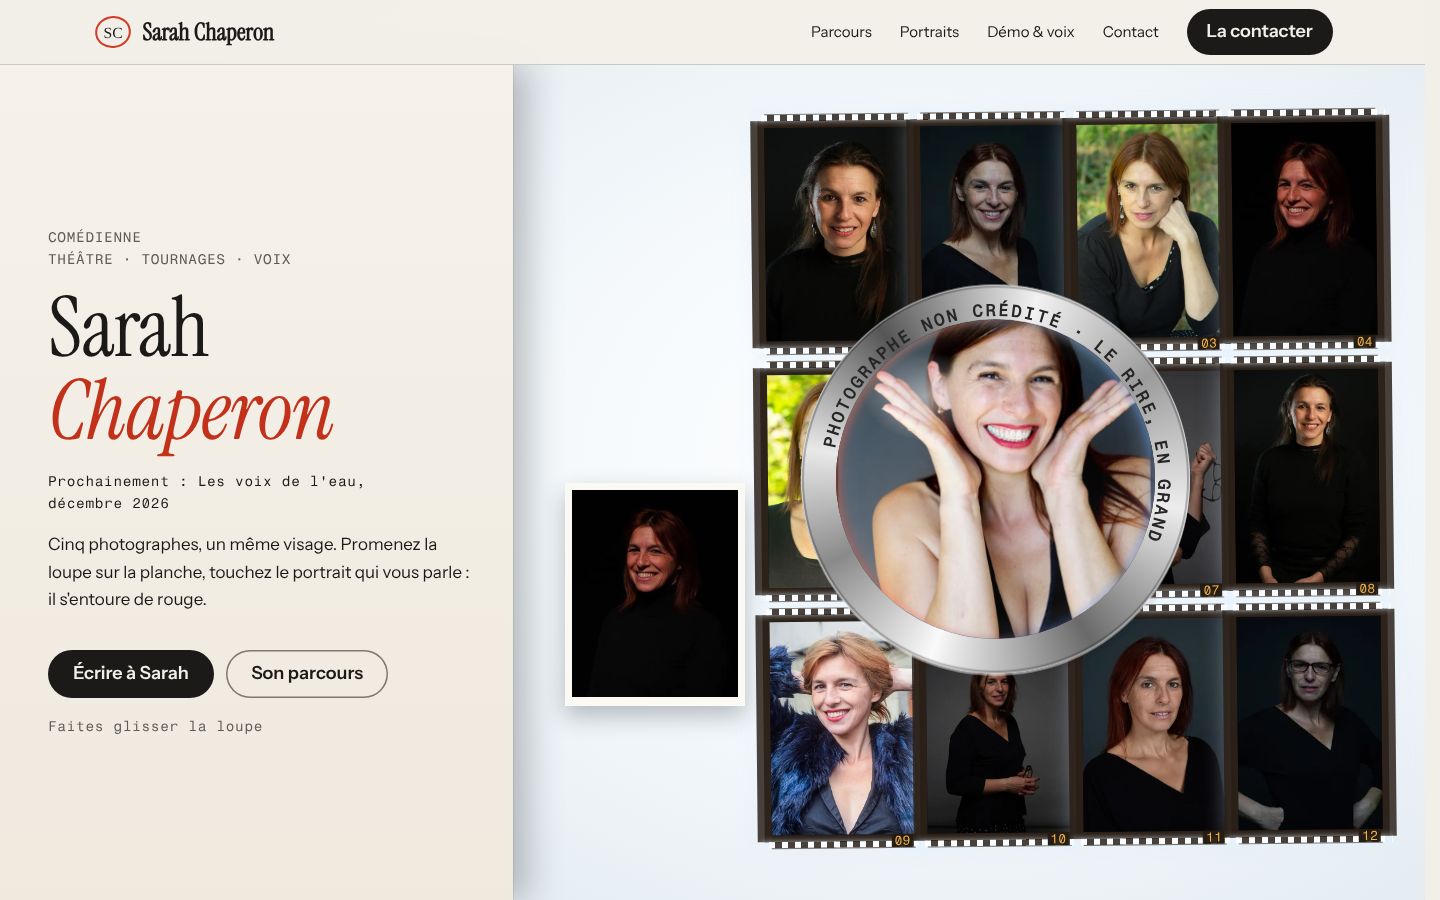 SC Sarah Chaperon
Parcours Portraits Démo & voix Contact La contacter
COMÉDIENNE
THÉÂTRE · TOURNAGES · VOIX
Sarah
Chaperon
Prochainement : Les voix de l'eau,
décembre 2026
Cinq photographes, un même visage. Promenez la
loupe sur la planche, touchez le portrait qui vous parle :
il s'entoure de rouge.
Écrire à Sarah Son parcours
Faites glisser la loupe
03 04
PHOTOGRAPHE NON CRÉDITÉ · LE RIRE, EN GRAND
07 08
09 10 11 12